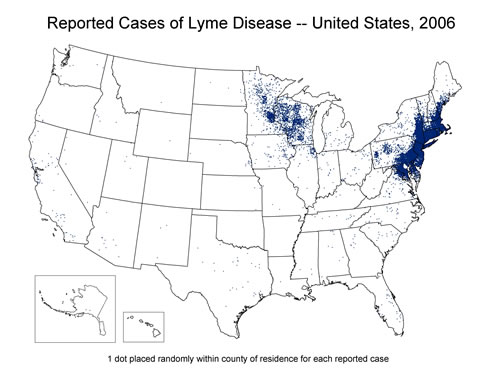 Reported Cases of Lyme Disease -- United States, 2006
1 dot placed randomly within county of residence for each reported case